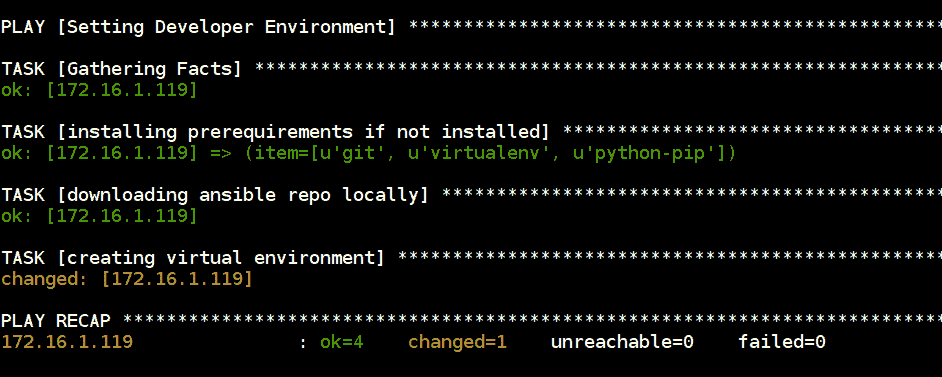 PLAY [Setting Developer Environment] *************************************************
TASK [Gathering Facts] ***************************************************************
ok: [172.16.1.119]
TASK [installing prerequirements if not installed] ***********************************
ok: [172.16.1.119] => (item=[u'git', u'virtualenv', u'python-pip'])
TASK [downloading ansible repo locally] **********************************************
ok: [172.16.1.119]
TASK [creating virtual environment] **************************************************
changed: [172.16.1.119]
PLAY RECAP ***************************************************************************
172.16.1.119 : ok=4 changed=1 unreachable=0 failed=0